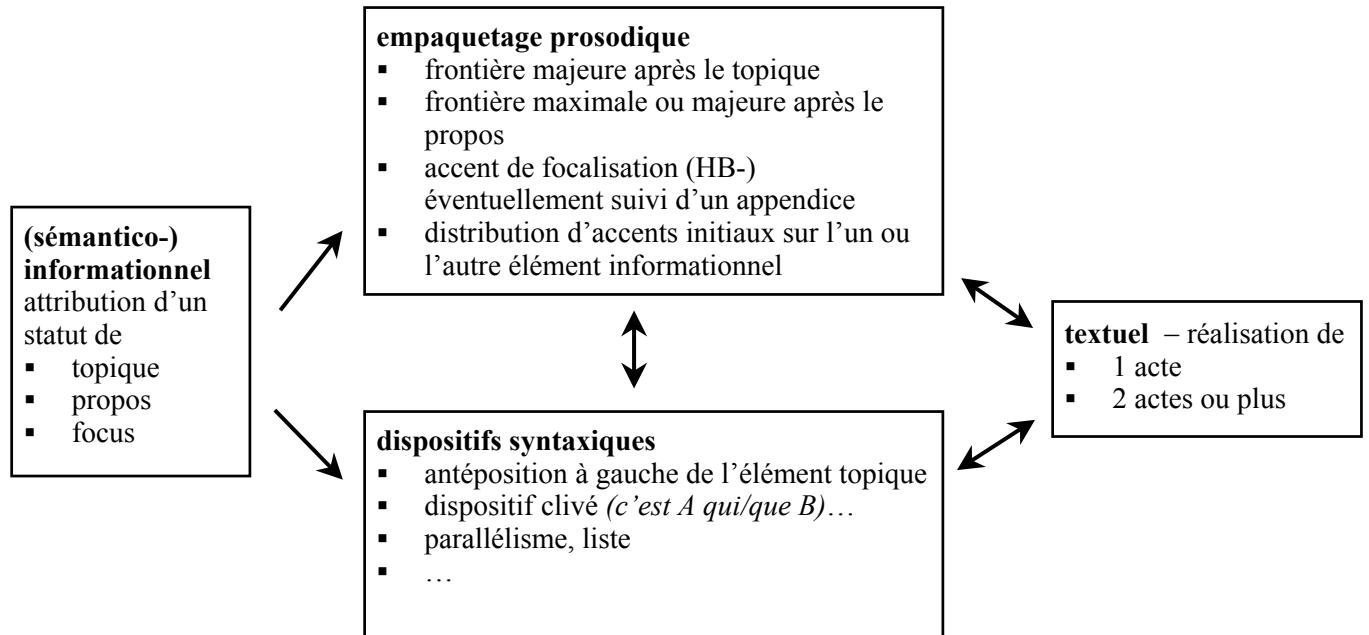 empaquetage prosodique
▪ frontière majeure après le topique
▪ frontière maximale ou majeure après le
propos
▪ accent de focalisation (HB-)
éventuellement suivi d’un appendice
▪ distribution d’accents initiaux sur l’un ou
l’autre élément informationnel
(sémantico-)
informationnel
attribution d’un
statut de
▪ topique
▪ propos
▪ focus
dispositifs syntaxiques
▪ antéposition à gauche de l’élément topique
▪ dispositif clivé (c’est A qui/que B)…
▪ parallélisme, liste
▪ …
textuel – réalisation de
▪ 1 acte
▪ 2 actes ou plus